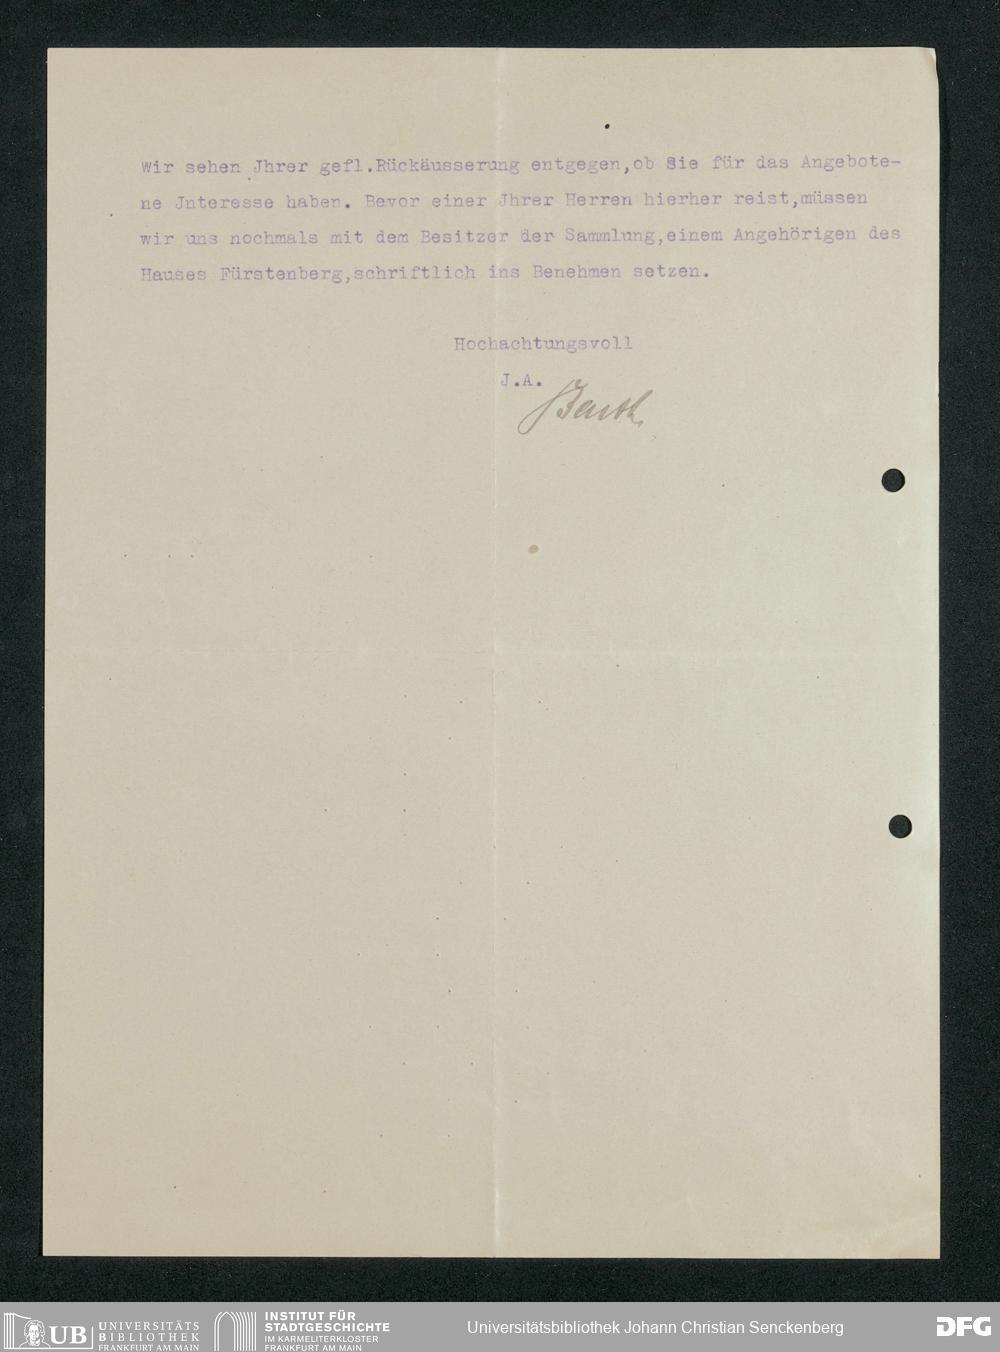 Wir sehen Jhrer gefl.Rückäusserung entgegen,ob Sie für das Angebote-
ne Jnteresse haben. Bevor einer Jhrer Herren hierher reist,müssen
wir uns nochmals mit dem Besitzer der Sammlung,einem Angehörigen des
Hauses Fürstenberg,schriftlich ins Benehmen setzen.
Hochachtungsvoll
J.A.
UB
UNIVERSITÄTS
BIBLIOTHEK
FRANKFURT AM MAIN
INSTITUT FÜR
STADTGESCHICHTE
IM KARMELITERKLOSTER
FRANKFURT AM MAIN
Universitätsbibliothek Johann Christian Senckenberg
DFG